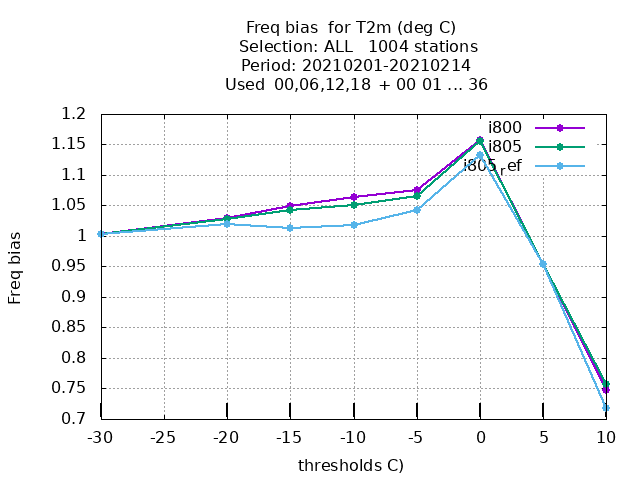 Freq bias  for T2m (deg C)
Selection: ALL   1004 stations
Period: 20210201-20210214
Used  00,06,12,18  + 00 01 ... 36
1.2
1.15
1.1
1.05
1
0.95
0.9
0.85
0.8
0.75
0.7
Freq bias
i800
i805
i805ref
-30
-25
-20
-15
-10
-5
0
5
10
thresholds C)